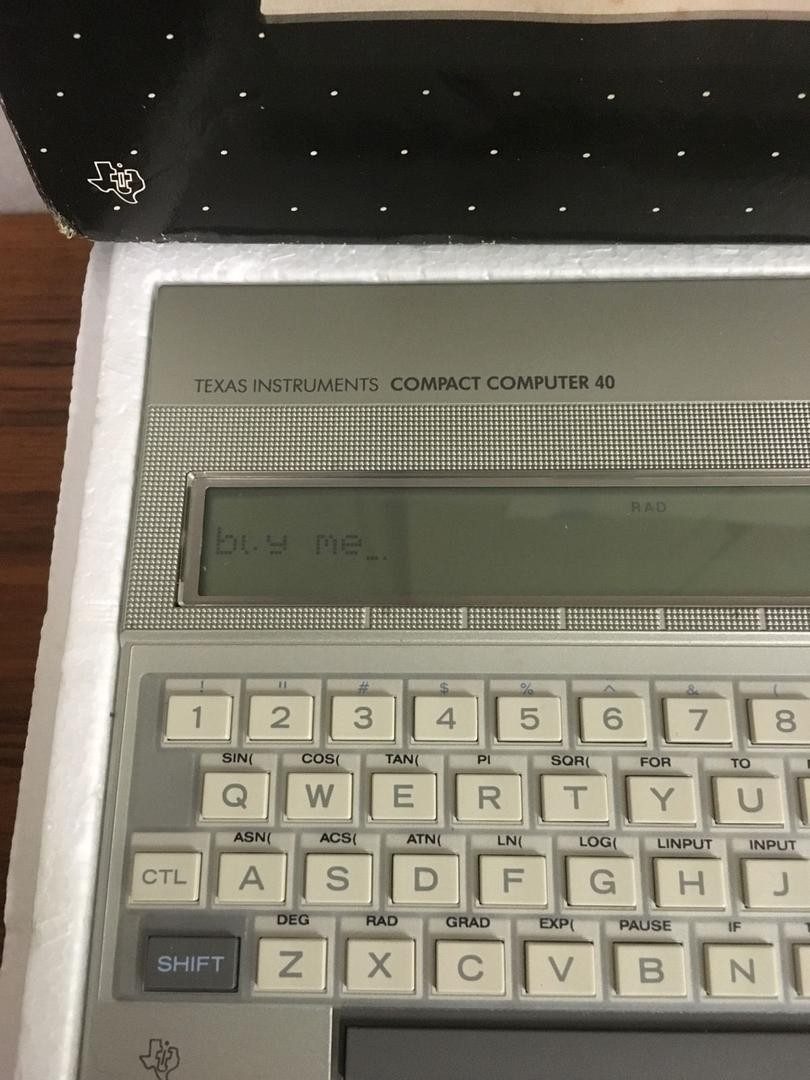 TEXAS INSTRUMENTS COMPACT COMPUTER 40
RAD
buy me_
! " # $ % ^ & (
1 2 3 4 5 6 7 8
SIN( COS( TAN( PI SQR( FOR TO
Q W E R T Y U
ASN( ACS( ATN( LN( LOG( LINPUT INPUT
CTL A S D F G H J
DEG RAD GRAD EXP( PAUSE IF
SHIFT Z X C V B N